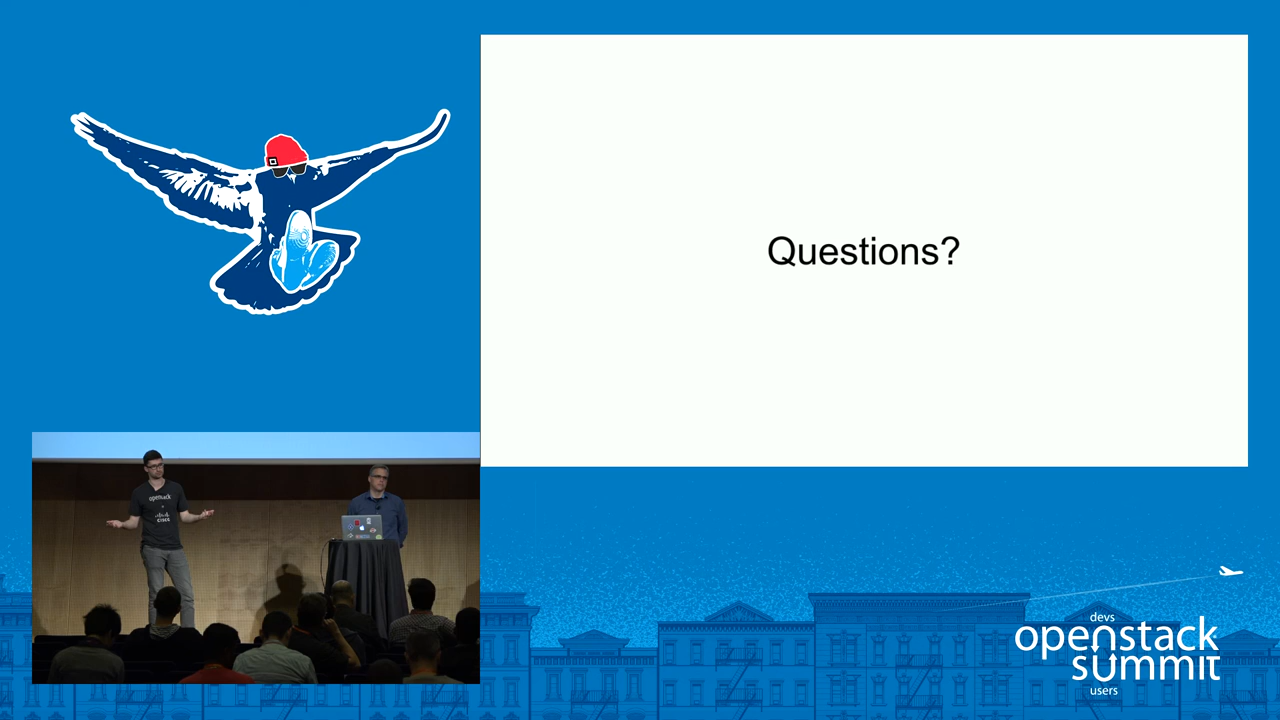 Questions?
openstack
cisco
devs
openstack
summit
users